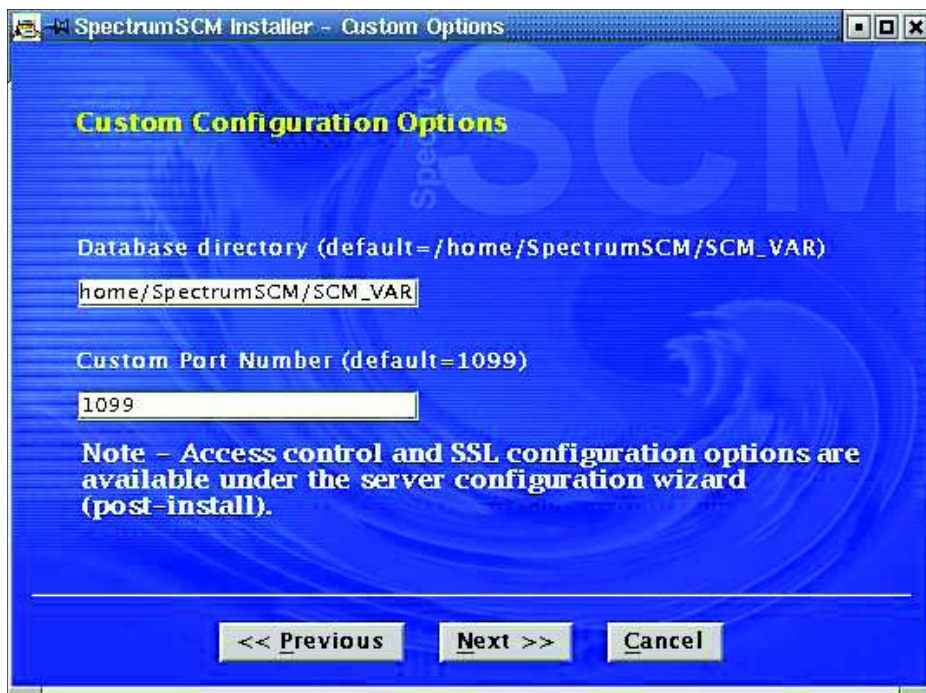 SpectrumSCM Installer - Custom Options
Spectrum
SCM
Custom Configuration Options
Database directory (default=/home/SpectrumSCM/SCM_VAR)
home/SpectrumSCM/SCM_VAR
Custom Port Number (default=1099)
1099
Note - Access control and SSL configuration options are
available under the server configuration wizard
(post-install).
<< Previous
Next >>
Cancel